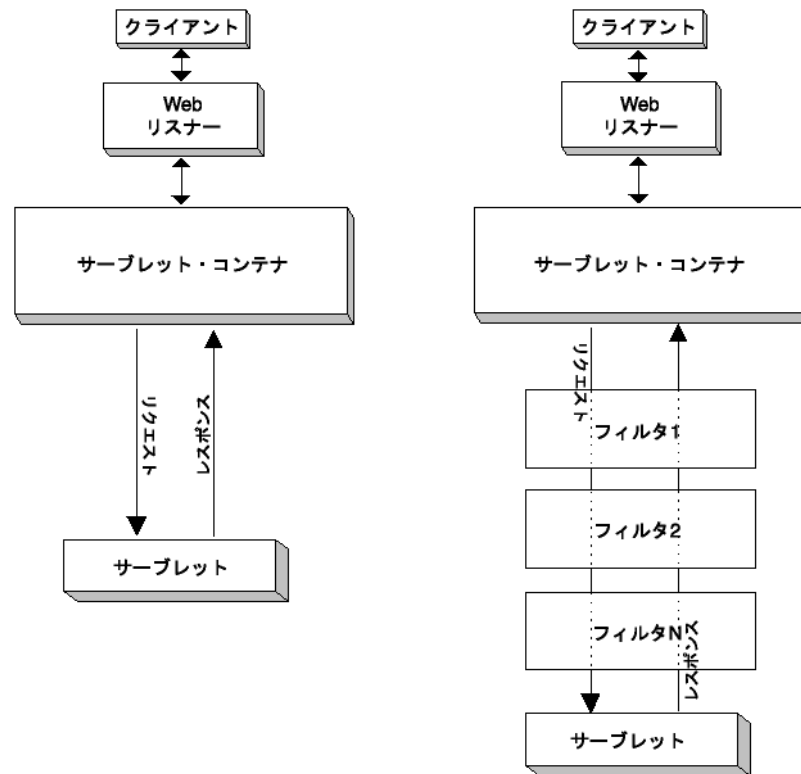 クライアント
Web
リスナー
サーブレット・コンテナ
リクエスト
レスポンス
サーブレット
クライアント
Web
リスナー
サーブレット・コンテナ
リクエスト
フィルタ1
フィルタ2
フィルタN
レスポンス
サーブレット